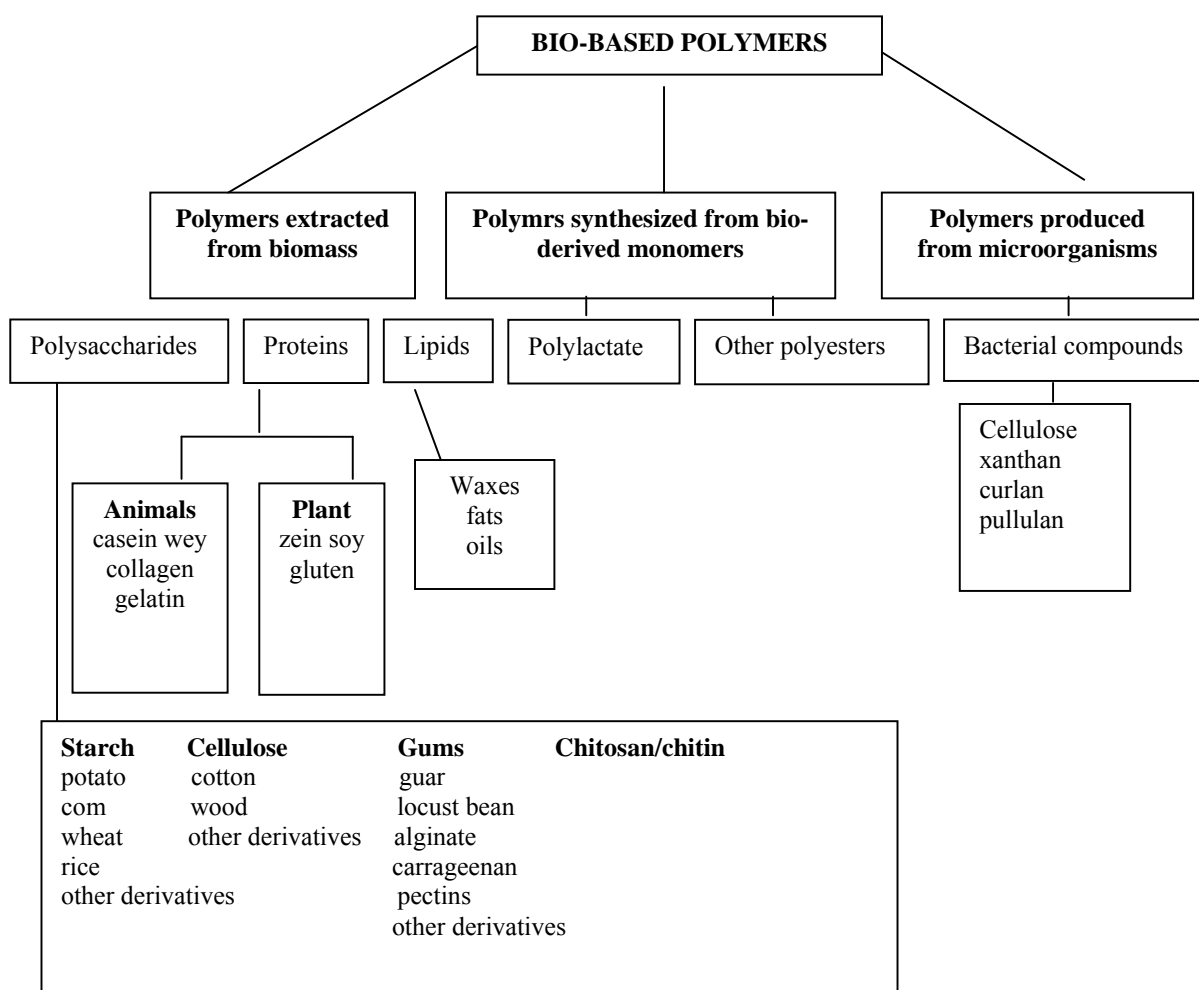 BIO-BASED POLYMERS
Polymers extracted
from biomass
Polymrs synthesized from bio-
derived monomers
Polymers produced
from microorganisms
Polysaccharides
Proteins
Lipids
Polylactate
Other polyesters
Bacterial compounds
Animals
casein wey
collagen
gelatin
Plant
zein soy
gluten
Waxes
fats
oils
Cellulose
xanthan
curlan
pullulan
Starch
potato
com
wheat
rice
other derivatives
Cellulose
cotton
wood
other derivatives
Gums
guar
locust bean
alginate
carrageenan
pectins
other derivatives
Chitosan/chitin